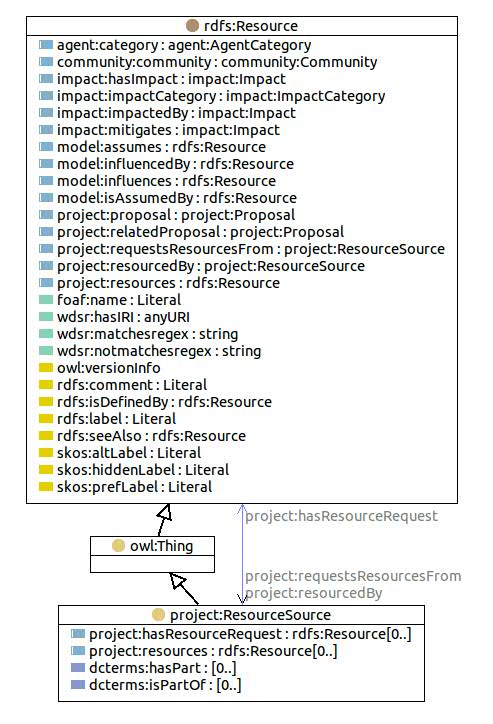 rdfs:Resource
agent:category : agent:AgentCategory
community:community : community:Community
impact:hasImpact : impact:Impact
impact:impactCategory : impact:ImpactCategory
impact:impactedBy : impact:Impact
impact:mitigates : impact:Impact
model:assumes : rdfs:Resource
model:influencedBy : rdfs:Resource
model:influences : rdfs:Resource
model:isAssumedBy : rdfs:Resource
project:proposal : project:Proposal
project:relatedProposal : project:Proposal
project:requestsResourcesFrom : project:ResourceSource
project:resourcedBy : project:ResourceSource
project:resources : rdfs:Resource
foaf:name : Literal
wdsr:hasIRI : anyURI
wdsr:matchesregex : string
wdsr:notmatchesregex : string
owl:versionInfo
rdfs:comment : Literal
rdfs:isDefinedBy : rdfs:Resource
rdfs:label : Literal
rdfs:seeAlso : rdfs:Resource
skos:altLabel : Literal
skos:hiddenLabel : Literal
skos:prefLabel : Literal
project:hasResourceRequest
owl:Thing
project:requestsResourcesFrom
project:resourcedBy
project:ResourceSource
project:hasResourceRequest : rdfs:Resource[0..]
project:resources : rdfs:Resource[0..]
dcterms:hasPart : [0..]
dcterms:isPartOf : [0..]